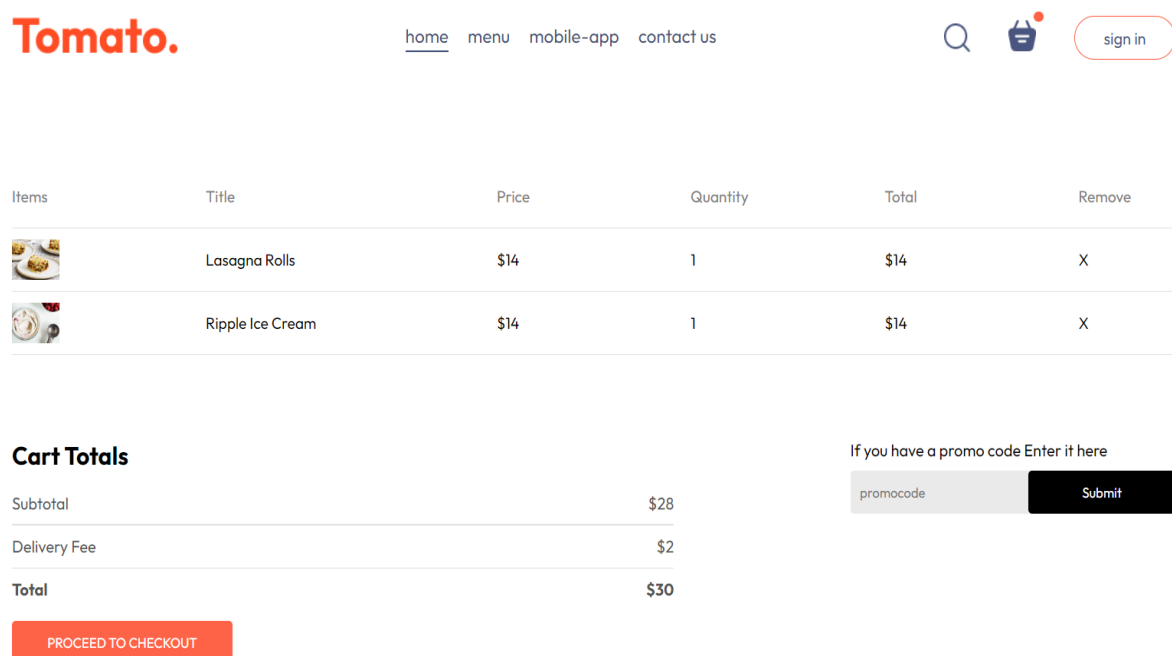 Tomato.
home menu mobile-app contact us
sign in
Items Title Price Quantity Total Remove
Lasagna Rolls $14 1 $14 X
Ripple Ice Cream $14 1 $14 X
Cart Totals
If you have a promo code Enter it here
promocode Submit
Subtotal $28
Delivery Fee $2
Total $30
PROCEED TO CHECKOUT